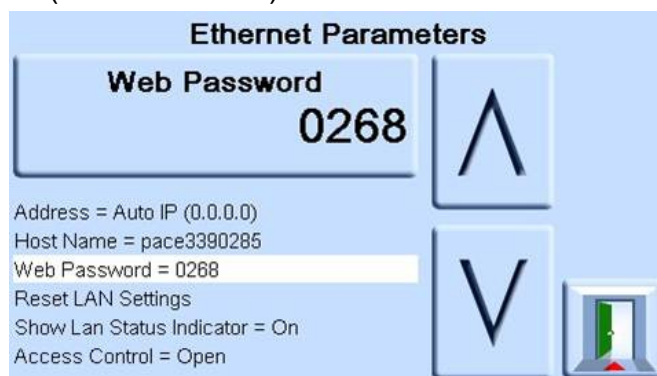 Ethernet Parameters
Web Password
0268
Address = Auto IP (0.0.0.0)
Host Name = pace3390285
Web Password = 0268
Reset LAN Settings
Show Lan Status Indicator = On
Access Control = Open